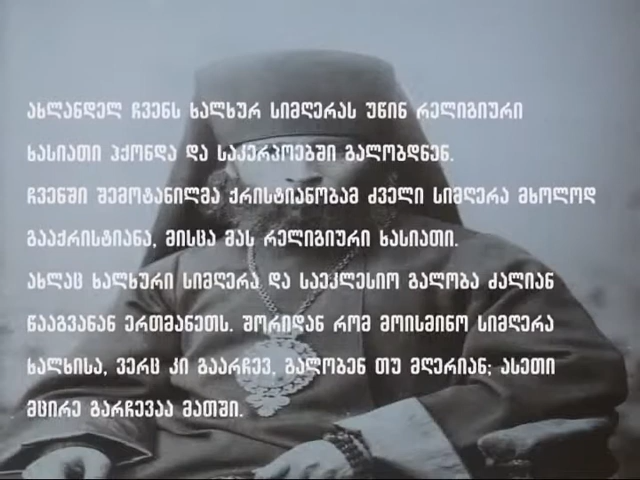 ახლანდელ ჩვენს ხალხურ სიმღერას უწინ რელიგიური
ხასიათი ჰქონდა და საკერპოებში გალობდნენ.
ჩვენში შემოტანილმა ქრისტიანობამ ძველი სიმღერა მხოლოდ
გააქრისტიანა, მისცა მას რელიგიური ხასიათი.
ახლაც ხალხური სიმღერა და საეკლესიო გალობა ძალიან
წააგვანან ერთმანეთს. შორიდან რომ მოისმინო სიმღერა
ხალხისა, ვერც კი გაარჩევ, გალობენ თუ მღერიან; ასეთი
მცირე გარჩევაა მათში.